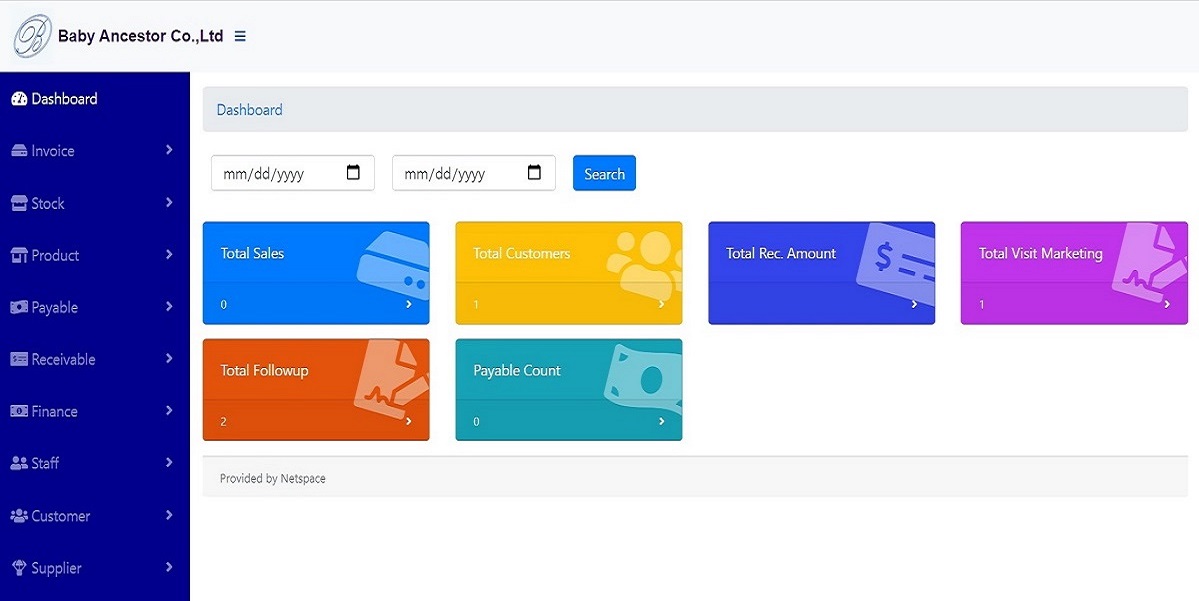 Baby Ancestor Co.,Ltd
Dashboard
Invoice
Stock
Product
Payable
Receivable
Finance
Staff
Customer
Supplier
Dashboard
mm/dd/yyyy mm/dd/yyyy Search
Total Sales
0
Total Customers
1
Total Rec. Amount
Total Visit Marketing
1
Total Followup
2
Payable Count
0
Provided by Netspace